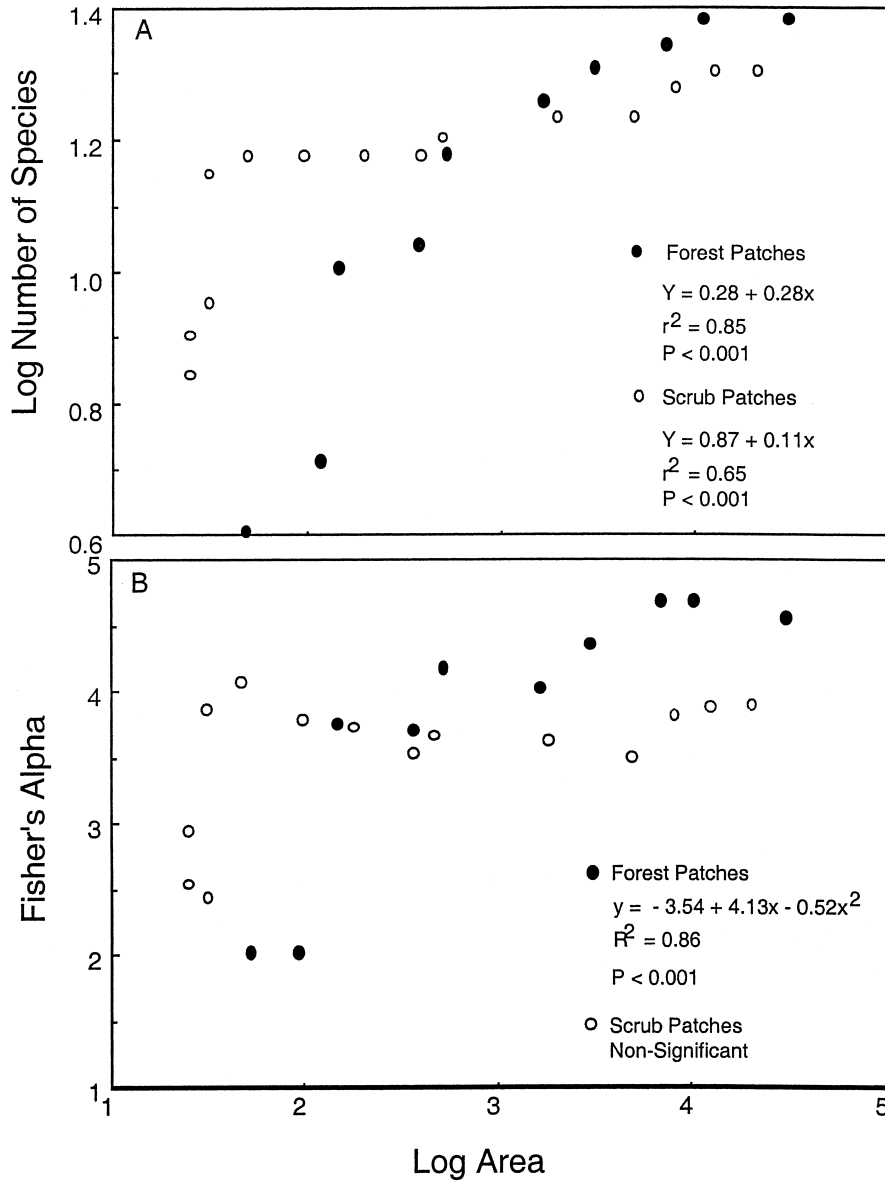 A
1.4
1.2
1.0
0.8
0.6
Log Number of Species
Forest Patches
Y = 0.28 + 0.28x
r2 = 0.85
P < 0.001
Scrub Patches
Y = 0.87 + 0.11x
r2 = 0.65
P < 0.001
B
5
4
3
2
1
Fisher's Alpha
Forest Patches
y = - 3.54 + 4.13x - 0.52x2
R2 = 0.86
P < 0.001
Scrub Patches
Non-Significant
1 2 3 4 5
Log Area